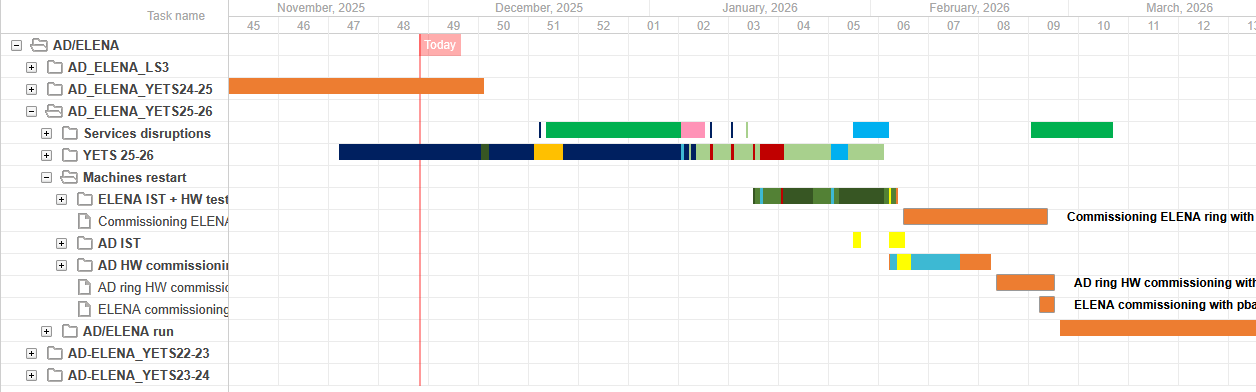 Task name
November, 2025 December, 2025 January, 2026 February, 2026 March, 2026
45 46 47 48 49 50 51 52 01 02 03 04 05 06 07 08 09 10 11 12 13
AD/ELENA
Today
AD_ELENA_LS3
AD_ELENA_YETS24-25
AD_ELENA_YETS25-26
Services disruptions
YETS 25-26
Machines restart
ELENA IST + HW test
Commissioning ELENA
Commissioning ELENA ring with
AD IST
AD HW commissioni
AD ring HW commissio
AD ring HW commissioning with
ELENA commissioning
ELENA commissioning with pba
AD/ELENA run
AD-ELENA_YETS22-23
AD-ELENA_YETS23-24